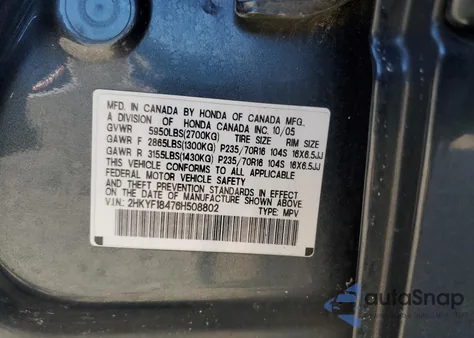 MFD. IN CANADA BY HONDA OF CANADA MFG.
A DIVISION OF HONDA CANADA INC. 10/05
GVWR 5950LBS(2700KG) TIRE SIZE RIM SIZE
GAWR F 2865LBS(1300KG) P235/70R16 104S 16X6.5JJ
GAWR R 3155LBS(1430KG) P235/70R16 104S 16X6.5JJ
THIS VEHICLE CONFORMS TO ALL APPLICABLE
FEDERAL MOTOR VEHICLE SAFETY
AND THEFT PREVENTION STANDARDS IN EFFECT
ON THE DATE OF MANUFACTURE SHOWN ABOVE.
V.I.N: 2HKYF18476H508802 TYPE: MPV
autoSnap